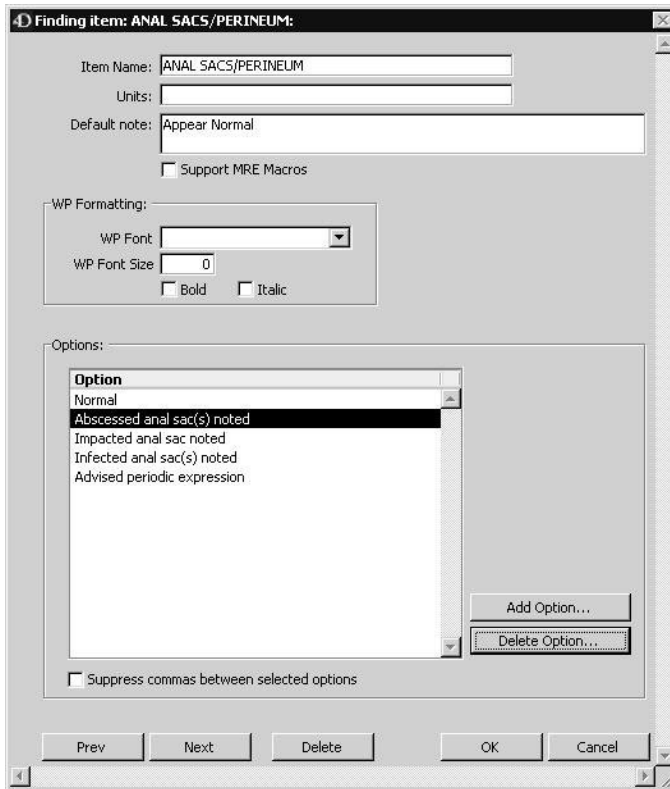 Finding item: ANAL SACS/PERINEUM:
Item Name: ANAL SACS/PERINEUM
Units:
Default note: Appear Normal
Support MRE Macros
WP Formatting:
WP Font
WP Font Size 0
Bold Italic
Options:
Option
Normal
Abscessed anal sac(s) noted
Impacted anal sac noted
Infected anal sac(s) noted
Advised periodic expression
Add Option...
Delete Option...
Suppress commas between selected options
Prev Next Delete OK Cancel